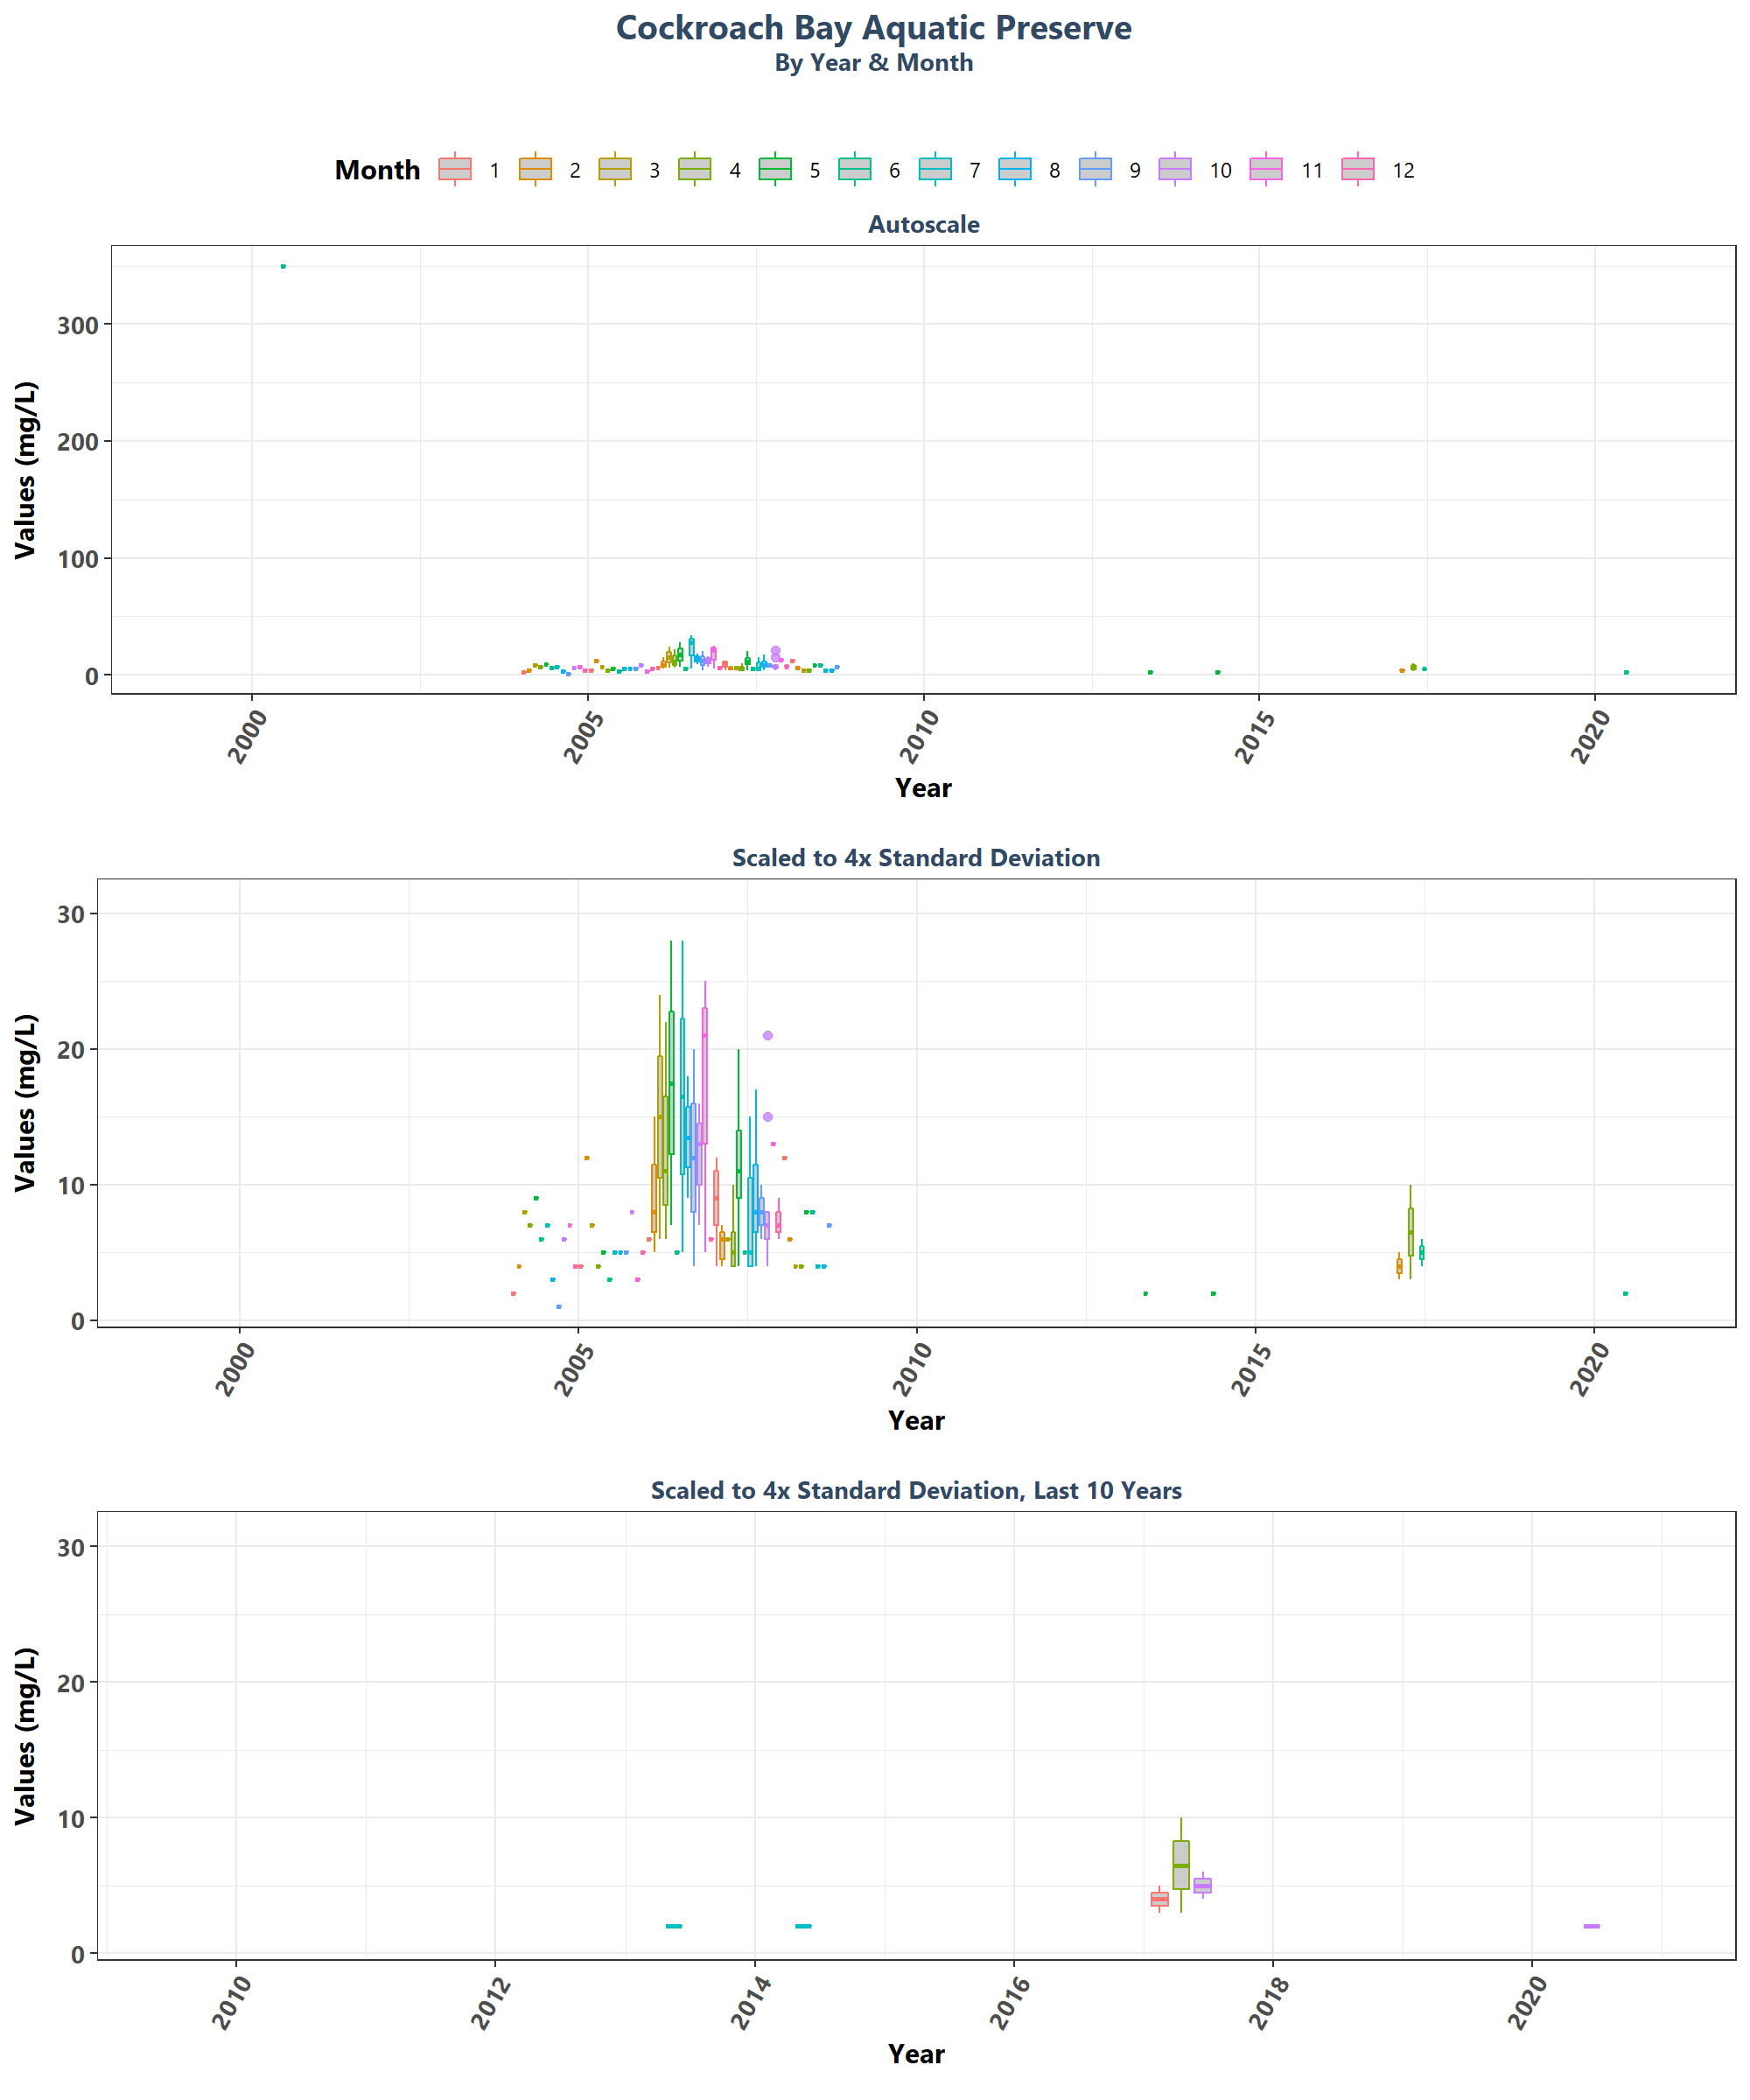 Cockroach Bay Aquatic Preserve
By Year & Month
Month 1 2 3 4 5 6 7 8 9 10 11 12
Autoscale
Values (mg/L)
300
200
100
0
2000 2005 2010 2015 2020
Year
Scaled to 4x Standard Deviation
Values (mg/L)
30
20
10
0
2000 2005 2010 2015 2020
Year
Scaled to 4x Standard Deviation, Last 10 Years
Values (mg/L)
30
20
10
0
2010 2012 2014 2016 2018 2020
Year